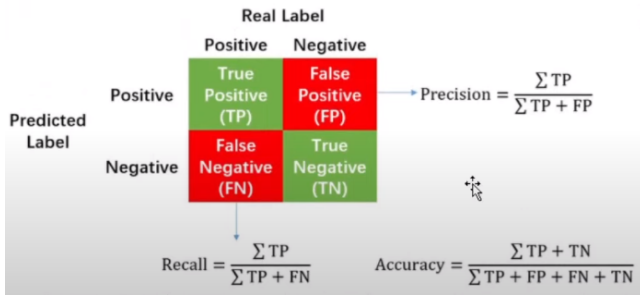 Real Label
Positive Negative
True Positive (TP)
False Positive (FP)
Positive
Precision = ∑ TP / ∑ TP + FP
Predicted Label
Negative
False Negative (FN)
True Negative (TN)
Recall = ∑ TP / ∑ TP + FN
Accuracy = ∑ TP + TN / ∑ TP + FP + FN + TN